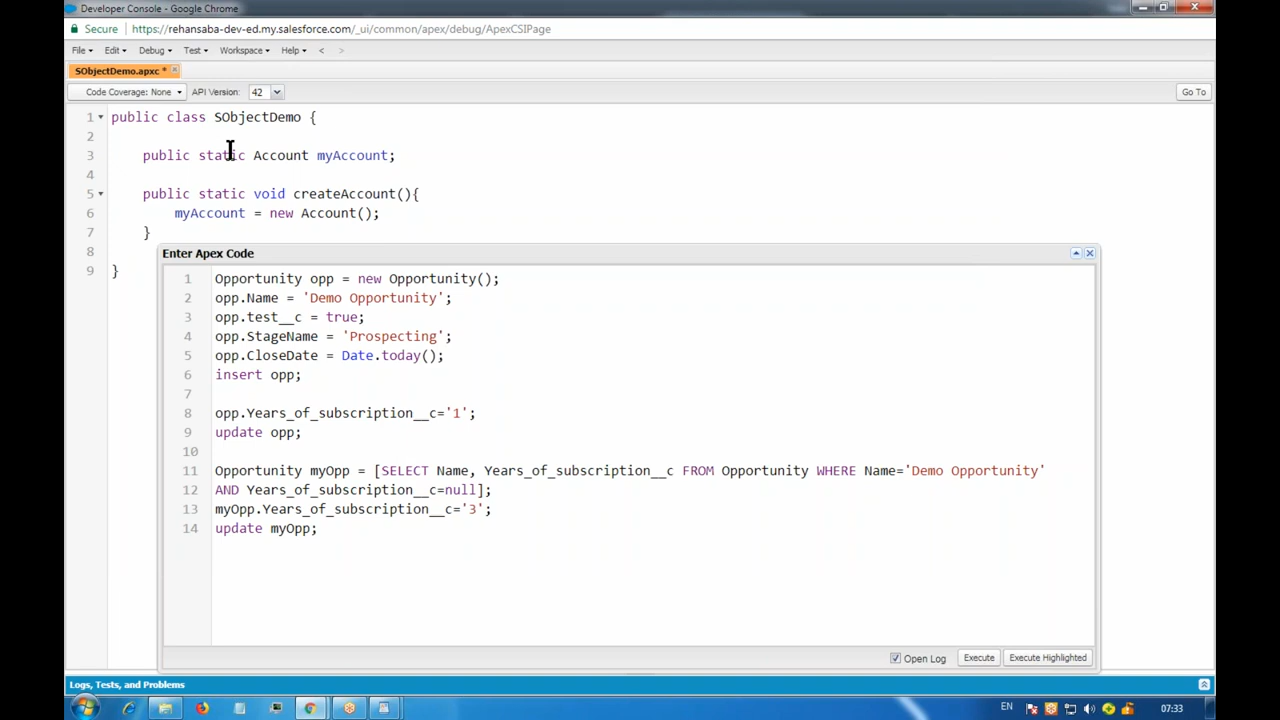 Developer Console - Google Chrome
Secure https://rehansaba-dev-ed.my.salesforce.com/_ui/common/apex/debug/ApexCSIPage
File Edit Debug Test Workspace Help < >
SObjectDemo.apxc *
Code Coverage: None API Version: 42 Go To
1 public class SObjectDemo {
2
3 public static Account myAccount;
4
5 public static void createAccount(){
6 myAccount = new Account();
7 }
8
9 }
Enter Apex Code
1 Opportunity opp = new Opportunity();
2 opp.Name = 'Demo Opportunity';
3 opp.test__c = true;
4 opp.StageName = 'Prospecting';
5 opp.CloseDate = Date.today();
6 insert opp;
7
8 opp.Years_of_subscription__c='1';
9 update opp;
10
11 Opportunity myOpp = [SELECT Name, Years_of_subscription__c FROM Opportunity WHERE Name='Demo Opportunity'
12 AND Years_of_subscription__c=null];
13 myOpp.Years_of_subscription__c='3';
14 update myOpp;
Open Log Execute Execute Highlighted
Logs, Tests, and Problems
EN 07:33